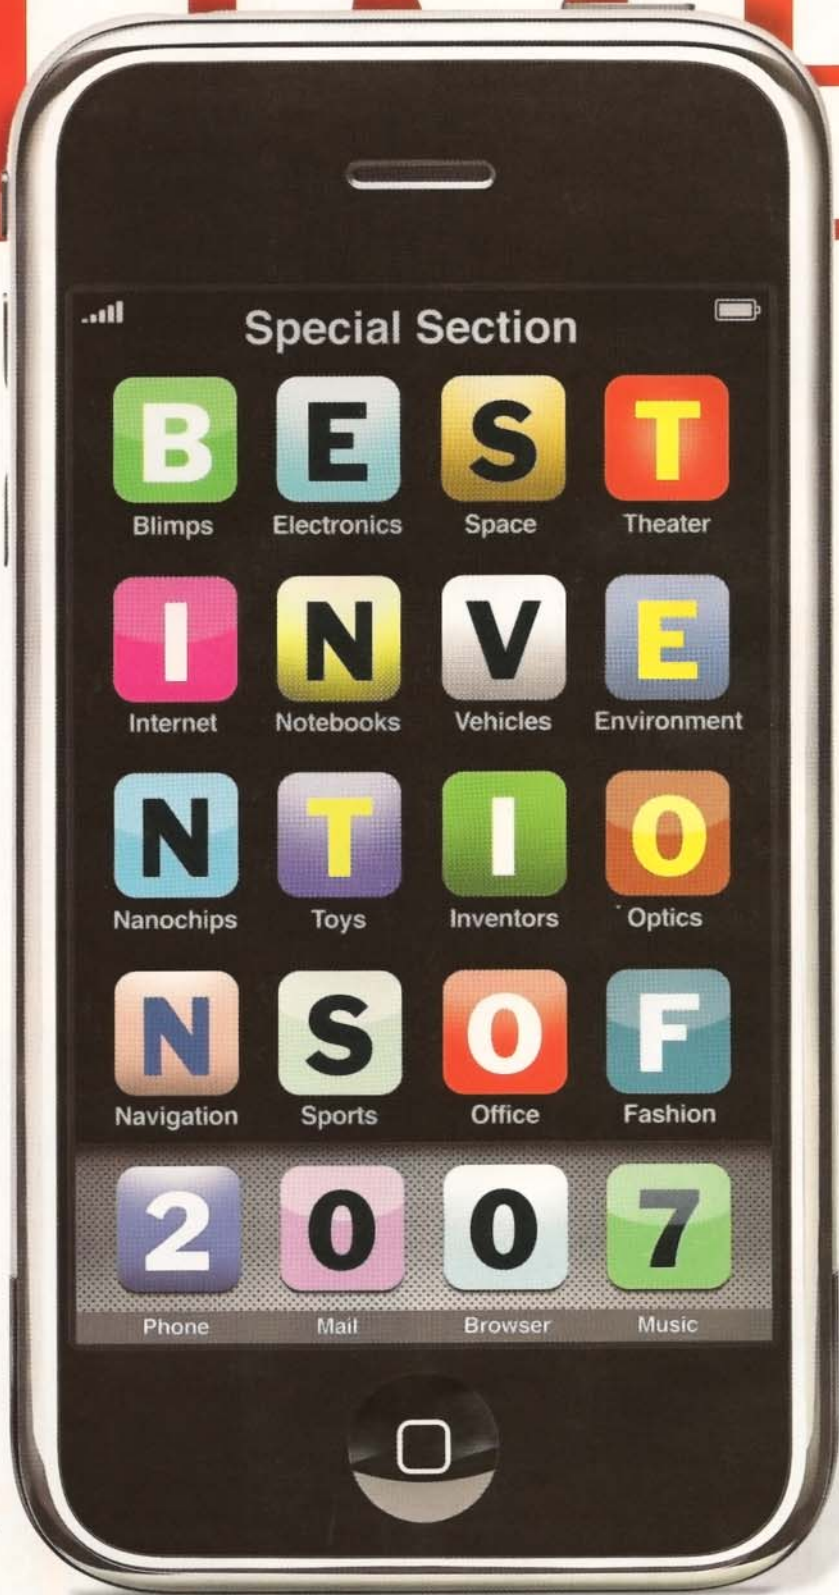 Special Section
B E S T
Blimps Electronics Space Theater
I N V E
Internet Notebooks Vehicles Environment
N T I O
Nanochips Toys Inventors Optics
N S O F
Navigation Sports Office Fashion
2 0 0 7
Phone Mail Browser Music